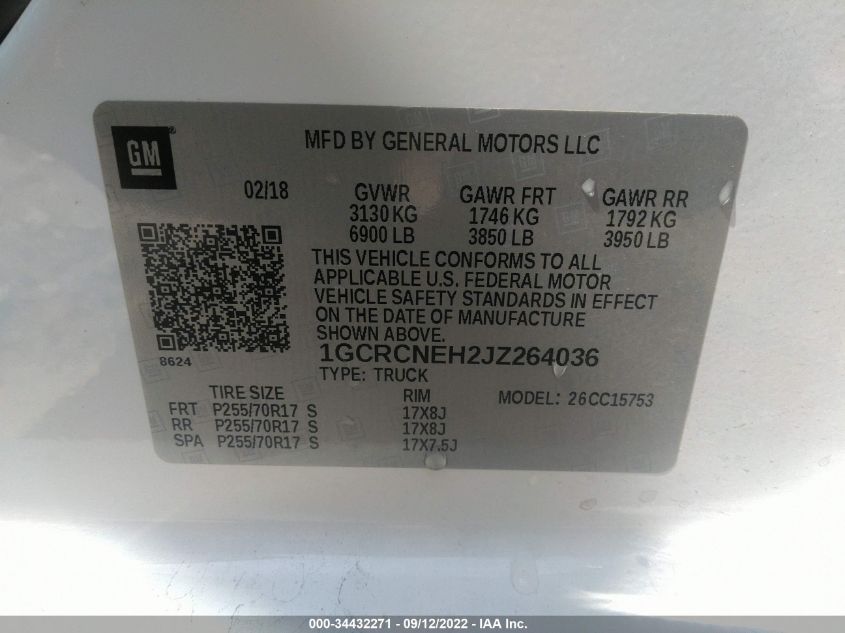 GM®
MFD BY GENERAL MOTORS LLC
02/18 GVWR GAWR FRT GAWR RR
3130 KG 1746 KG 1792 KG
6900 LB 3850 LB 3950 LB
THIS VEHICLE CONFORMS TO ALL
APPLICABLE U.S. FEDERAL MOTOR
VEHICLE SAFETY STANDARDS IN EFFECT
ON THE DATE OF MANUFACTURE
SHOWN ABOVE.
8624
1GCRCNEH2JZ264036
TYPE: TRUCK
TIRE SIZE RIM MODEL: 26CC15753
FRT P255/70R17 S 17X8J
RR P255/70R17 S 17X8J
SPA P255/70R17 S 17X7.5J
000-34432271 - 09/12/2022 - IAA Inc.